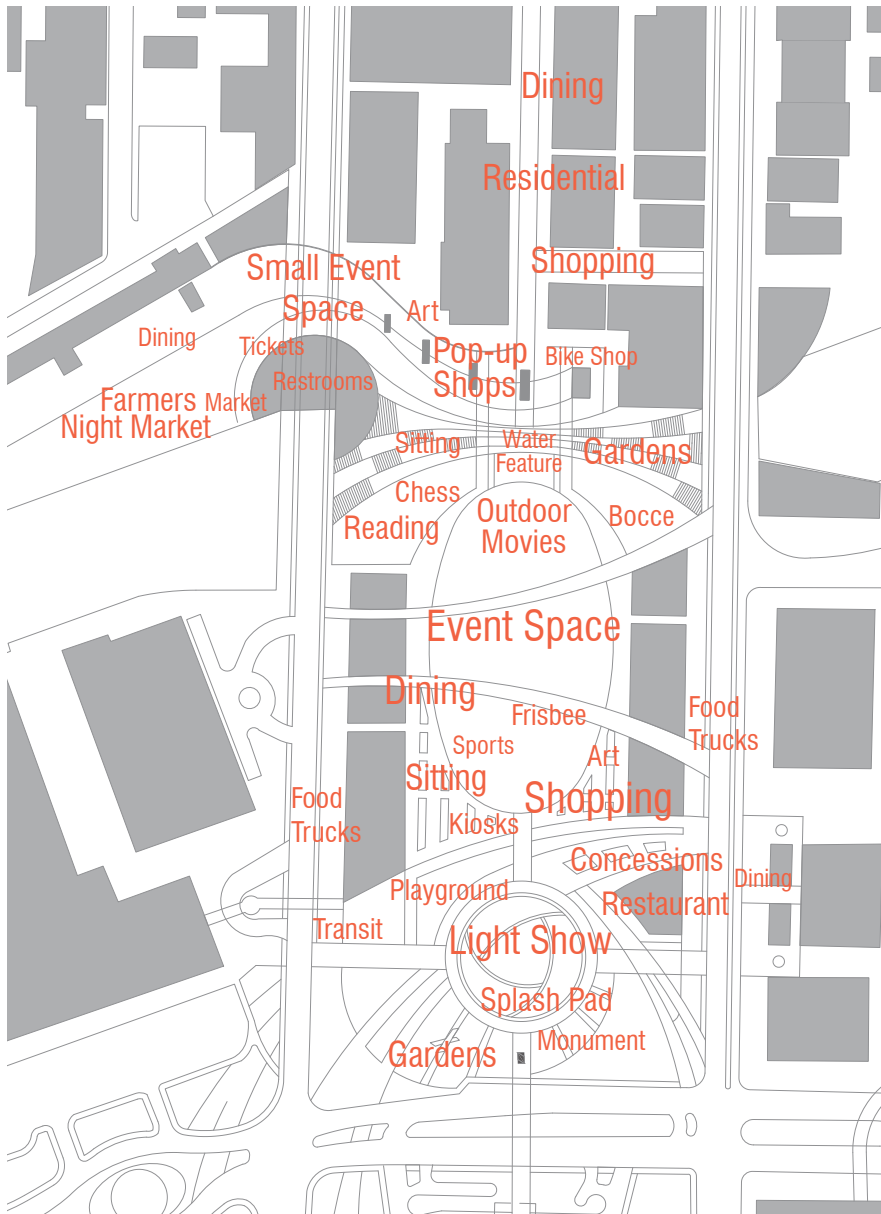 Dining
Residential
Shopping
Small Event
Space
Art
Dining
Tickets
Pop-up
Shops
Bike Shop
Restrooms
Farmers Market
Night Market
Sitting
Water
Feature
Gardens
Chess
Reading
Outdoor
Movies
Bocce
Event Space
Dining
Frisbee
Food
Trucks
Sports
Art
Sitting
Shopping
Food
Trucks
Kiosks
Concessions
Dining
Playground
Restaurant
Transit
Light Show
Splash Pad
Monument
Gardens